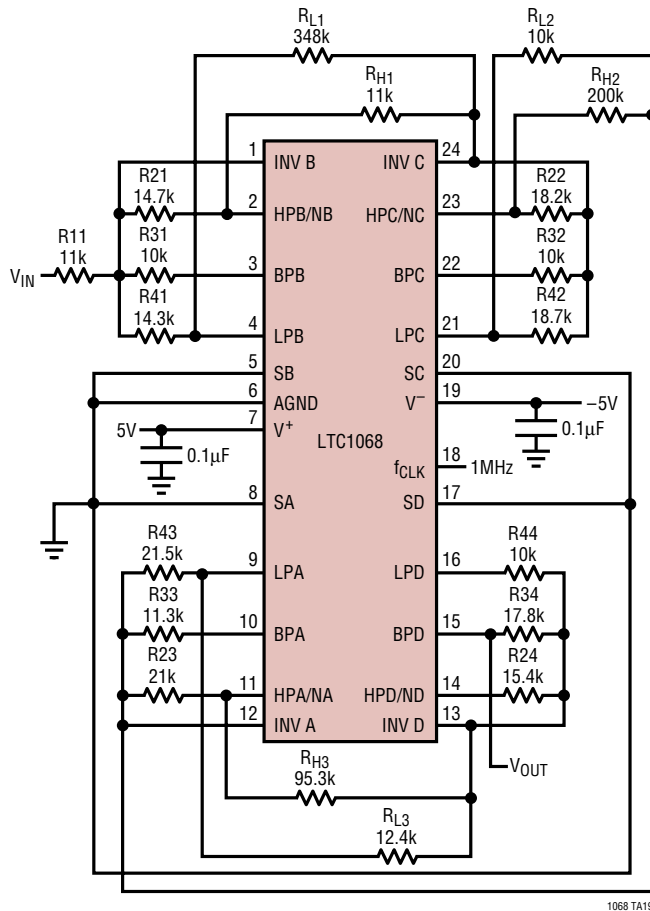 RL1
348k
RL2
10k
RH1
11k
RH2
200k
1 INV B INV C 24
R21
14.7k
2 HPB/NB HPC/NC 23
R22
18.2k
R11
11k
VIN
R31
10k
3 BPB BPC 22
R32
10k
R41
14.3k
4 LPB LPC 21
R42
18.7k
5 SB SC 20
6 AGND V− 19
–5V
5V
7 V+
0.1µF
0.1µF
LTC1068
fCLK 18 1MHz
8 SA SD 17
R43
21.5k
9 LPA LPD 16
R44
10k
R33
11.3k
10 BPA BPD 15
R34
17.8k
R23
21k
11 HPA/NA HPD/ND 14
R24
15.4k
12 INV A INV D 13
RH3
95.3k
VOUT
RL3
12.4k
1068 TA19